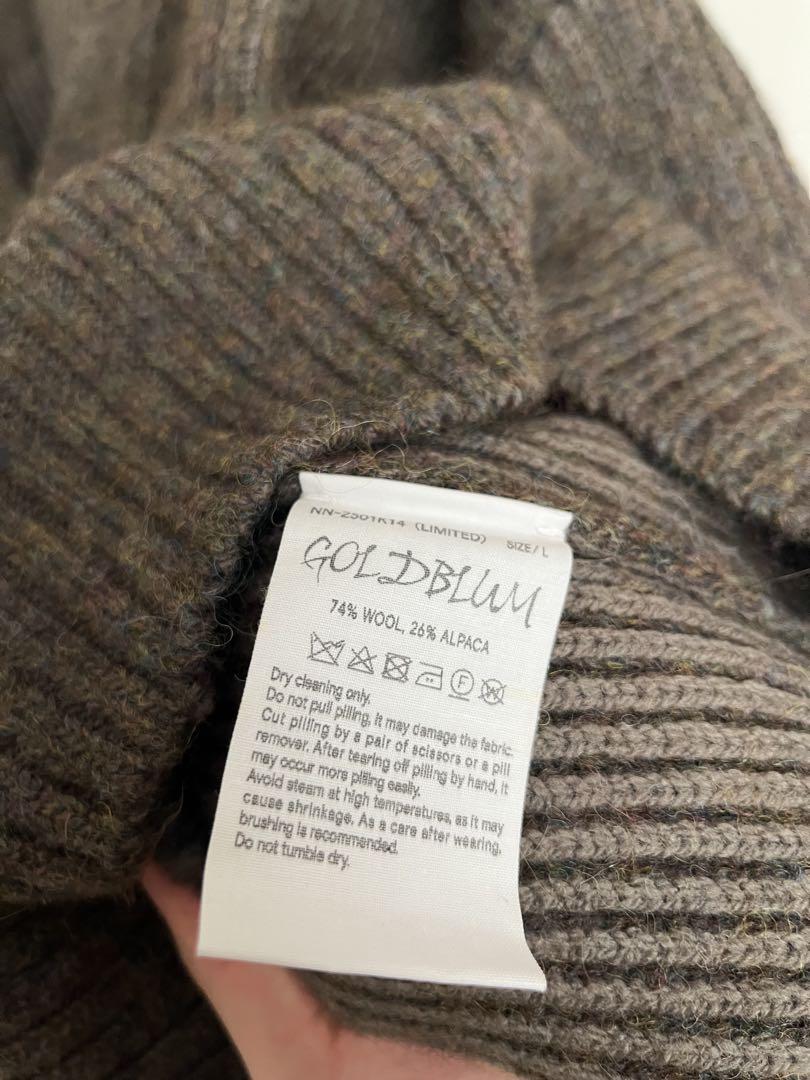 NN-2501K14 (LIMITED) SIZE/L
GOLDBLUM
74% WOOL, 26% ALPACA
F W
Dry cleaning only.
Do not pull pilling, it may damage the fabric.
Cut pilling by a pair of scissors or a pill
remover. After tearing off pilling by hand, it
may occur more pilling easily.
Avoid steam at high temperatures, as it may
cause shrinkage. As a care after wearing,
brushing is recommended.
Do not tumble dry.